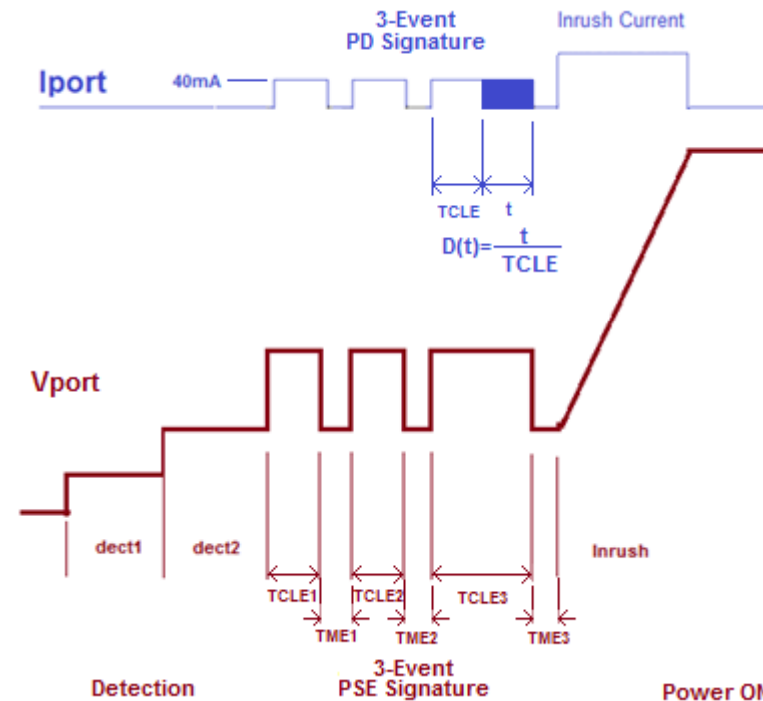 3-Event
PD Signature
Inrush Current
Iport
40mA
TCLE
t
D(t)=t/TCLE
Vport
dect1
dect2
Inrush
TCLE1
TCLE2
TCLE3
TME1
TME2
TME3
Detection
3-Event
PSE Signature
Power ON